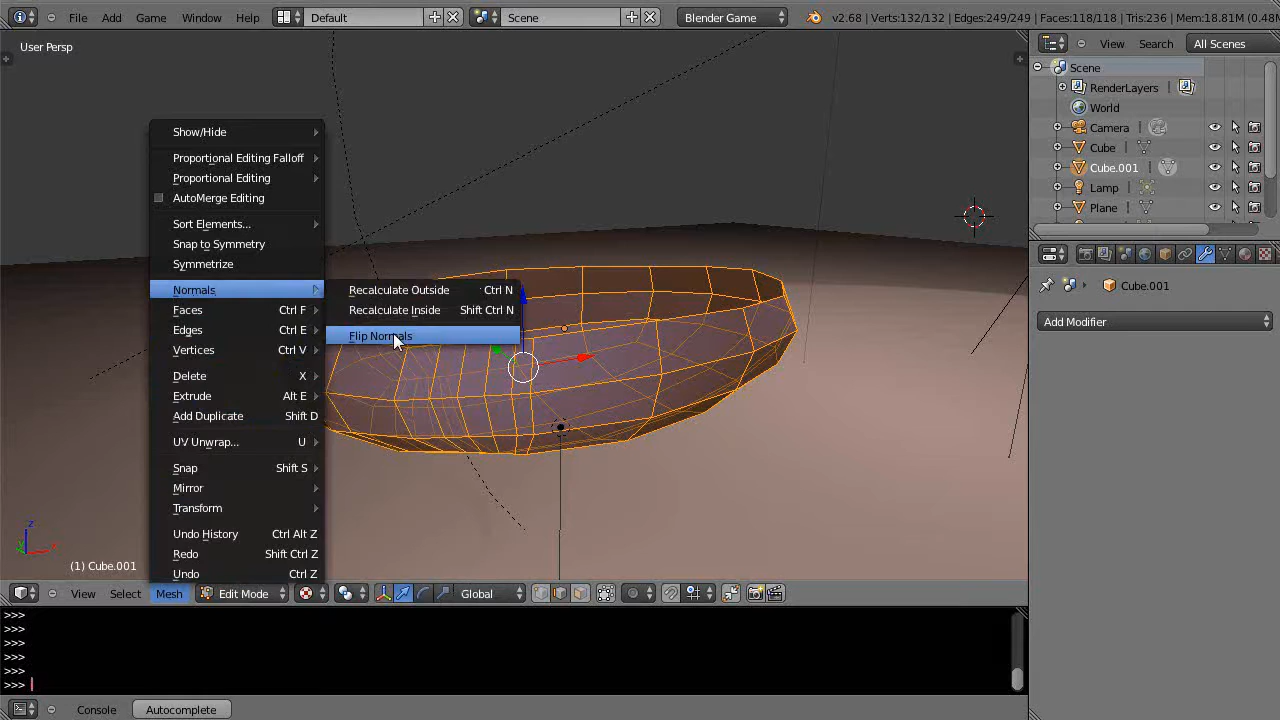 File Add Game Window Help Default Scene Blender Game v2.68 | Verts:132/132 | Edges:249/249 | Faces:118/118 | Tris:236 | Mem:18.81M (0.48M
User Persp
View Search All Scenes
Scene
RenderLayers
World
Camera
Cube
Cube.001
Lamp
Plane
Cube.001
Add Modifier
Show/Hide
Proportional Editing Falloff
Proportional Editing
AutoMerge Editing
Sort Elements...
Snap to Symmetry
Symmetrize
Normals
Faces Ctrl F
Edges Ctrl E
Vertices Ctrl V
Delete X
Extrude Alt E
Add Duplicate Shift D
UV Unwrap... U
Snap Shift S
Mirror
Transform
Undo History Ctrl Alt Z
Redo Shift Ctrl Z
Undo Ctrl Z
Recalculate Outside Ctrl N
Recalculate Inside Shift Ctrl N
Flip Normals
z
y
x
(1) Cube.001
View Select Mesh Edit Mode Global
>>>
>>>
>>>
>>>
>>>
>>>
Console Autocomplete